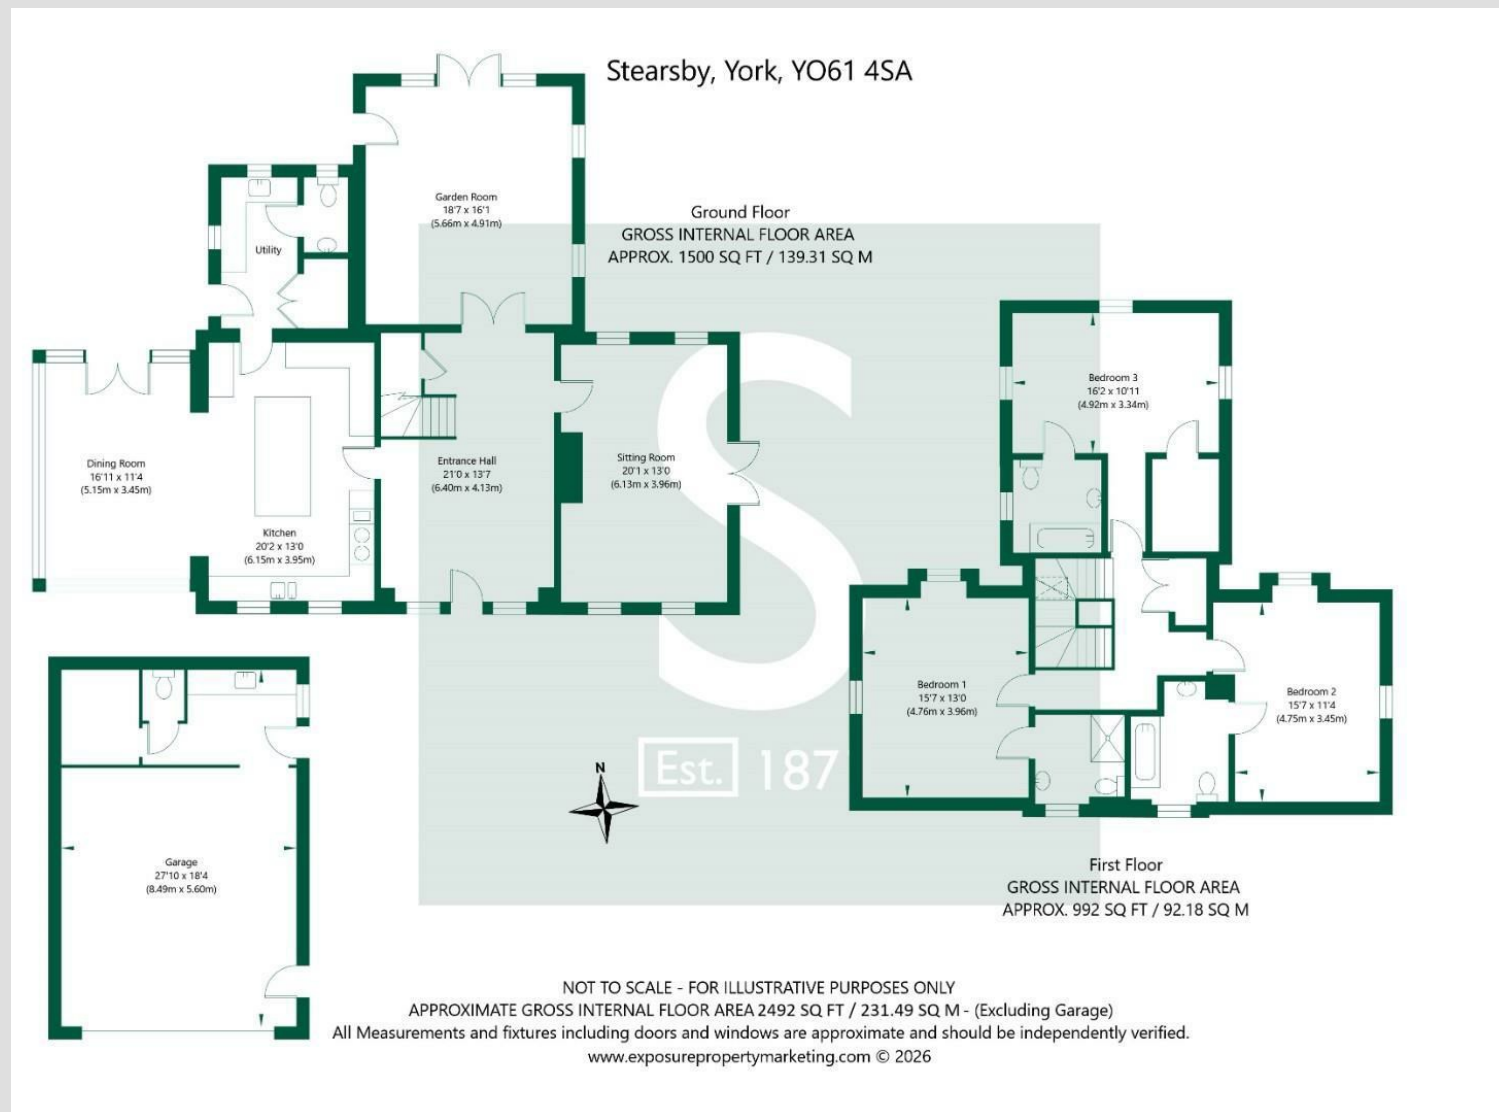 Stearsby, York, YO61 4SA
Garden Room
18'7 x 16'1
(5.66m x 4.91m)
Ground Floor
GROSS INTERNAL FLOOR AREA
APPROX. 1500 SQ FT / 139.31 SQ M
Utility
Dining Room
16'11 x 11'4
(5.15m x 3.45m)
Kitchen
20'2 x 13'0
(6.15m x 3.95m)
Entrance Hall
21'0 x 13'7
(6.40m x 4.13m)
Sitting Room
20'1 x 13'0
(6.13m x 3.96m)
Bedroom 3
16'2 x 10'11
(4.92m x 3.34m)
Bedroom 1
15'7 x 13'0
(4.76m x 3.96m)
Bedroom 2
15'7 x 11'4
(4.75m x 3.45m)
S
Est. 187
N
Garage
27'10 x 18'4
(8.49m x 5.60m)
First Floor
GROSS INTERNAL FLOOR AREA
APPROX. 992 SQ FT / 92.18 SQ M
NOT TO SCALE - FOR ILLUSTRATIVE PURPOSES ONLY
APPROXIMATE GROSS INTERNAL FLOOR AREA 2492 SQ FT / 231.49 SQ M - (Excluding Garage)
All Measurements and fixtures including doors and windows are approximate and should be independently verified.
www.exposurepropertymarketing.com © 2026